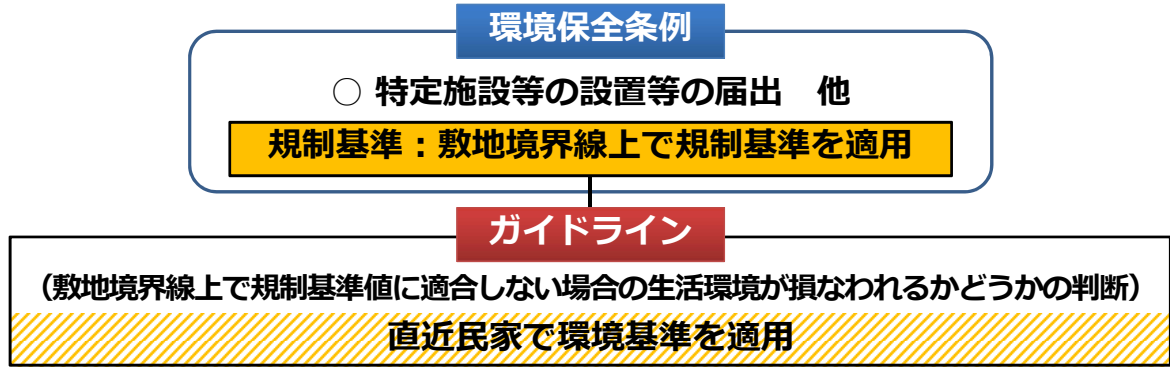 環境保全条例
○ 特定施設等の設置等の届出　他
規制基準：敷地境界線上で規制基準を適用
ガイドライン
（敷地境界線上で規制基準値に適合しない場合の生活環境が損なわれるかどうかの判断）
直近民家で環境基準を適用